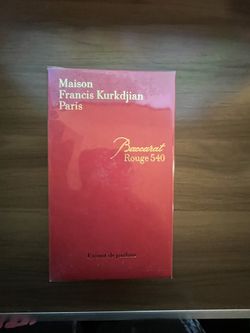 Maison
Francis Kurkdjian
Paris
Baccarat
Rouge 540
Extrait de parfum